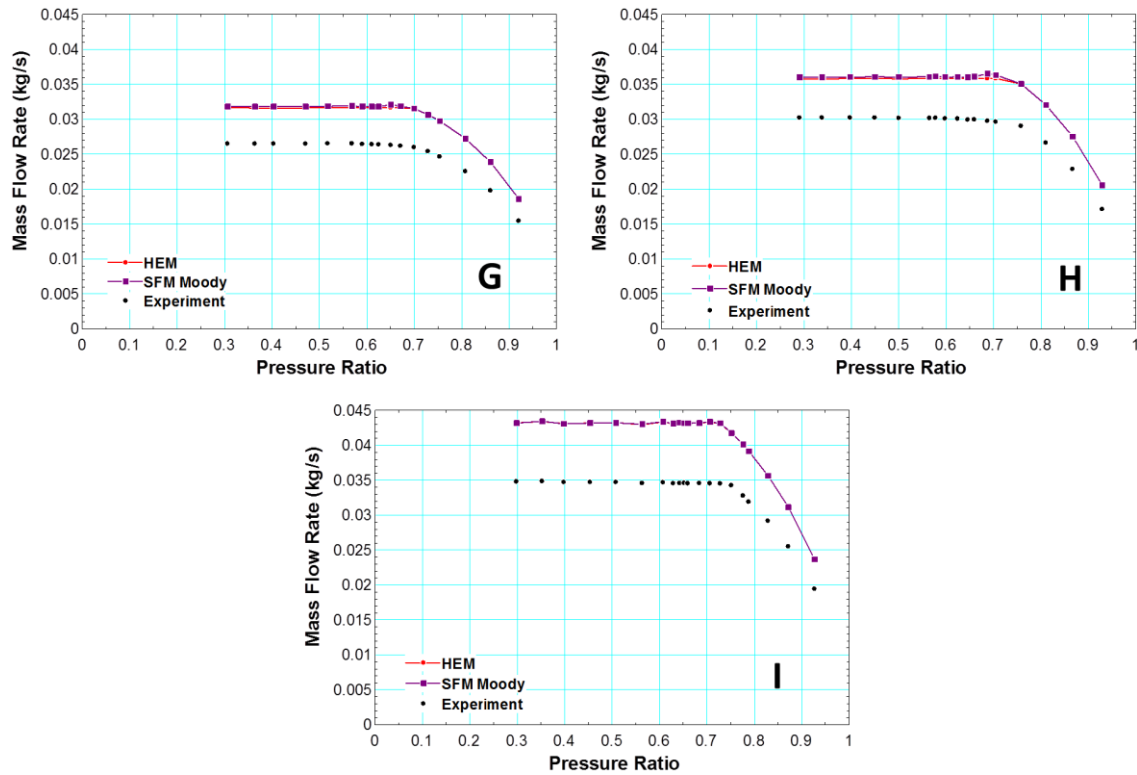 0.045
0.04
0.035
0.03
0.025
0.02
0.015
0.01
0.005
0
Mass Flow Rate (kg/s)
HEM
SFM Moody
Experiment
G
0 0.1 0.2 0.3 0.4 0.5 0.6 0.7 0.8 0.9 1
Pressure Ratio
0.045
0.04
0.035
0.03
0.025
0.02
0.015
0.01
0.005
0
Mass Flow Rate (kg/s)
HEM
SFM Moody
Experiment
H
0 0.1 0.2 0.3 0.4 0.5 0.6 0.7 0.8 0.9 1
Pressure Ratio
0.045
0.04
0.035
0.03
0.025
0.02
0.015
0.01
0.005
0
Mass Flow Rate (kg/s)
HEM
SFM Moody
Experiment
I
0 0.1 0.2 0.3 0.4 0.5 0.6 0.7 0.8 0.9 1
Pressure Ratio